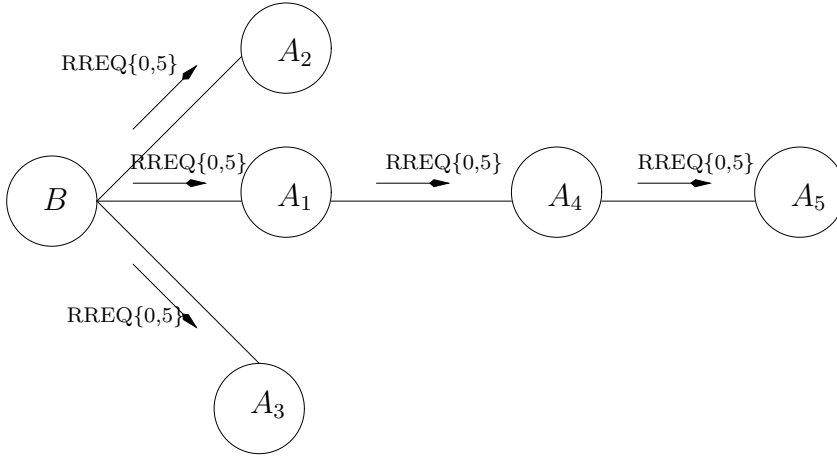 A₂
RREQ{0,5}
RREQ{0,5} RREQ{0,5} RREQ{0,5}
B A₁ A₄ A₅
RREQ{0,5}
A₃